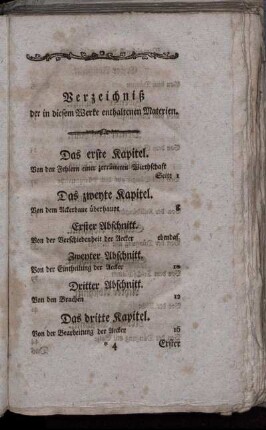 Verzeichniß
der in diesem Werke enthaltenen Materien.
Das erste Kapitel.
Von den Fehlern einer zerrütteten Wirthschaft
Seite 1
Das zweyte Kapitel.
Von dem Ackerbaue überhaupt 8
Erster Abschnitt.
Von der Verschiedenheit der Aecker ebendas.
Zweyter Abschnitt.
Von der Eintheilung der Aecker 10
Dritter Abschnitt.
Von den Brachen 12
Das dritte Kapitel.
Von der Bearbeitung der Aecker 16
* 4 Erster